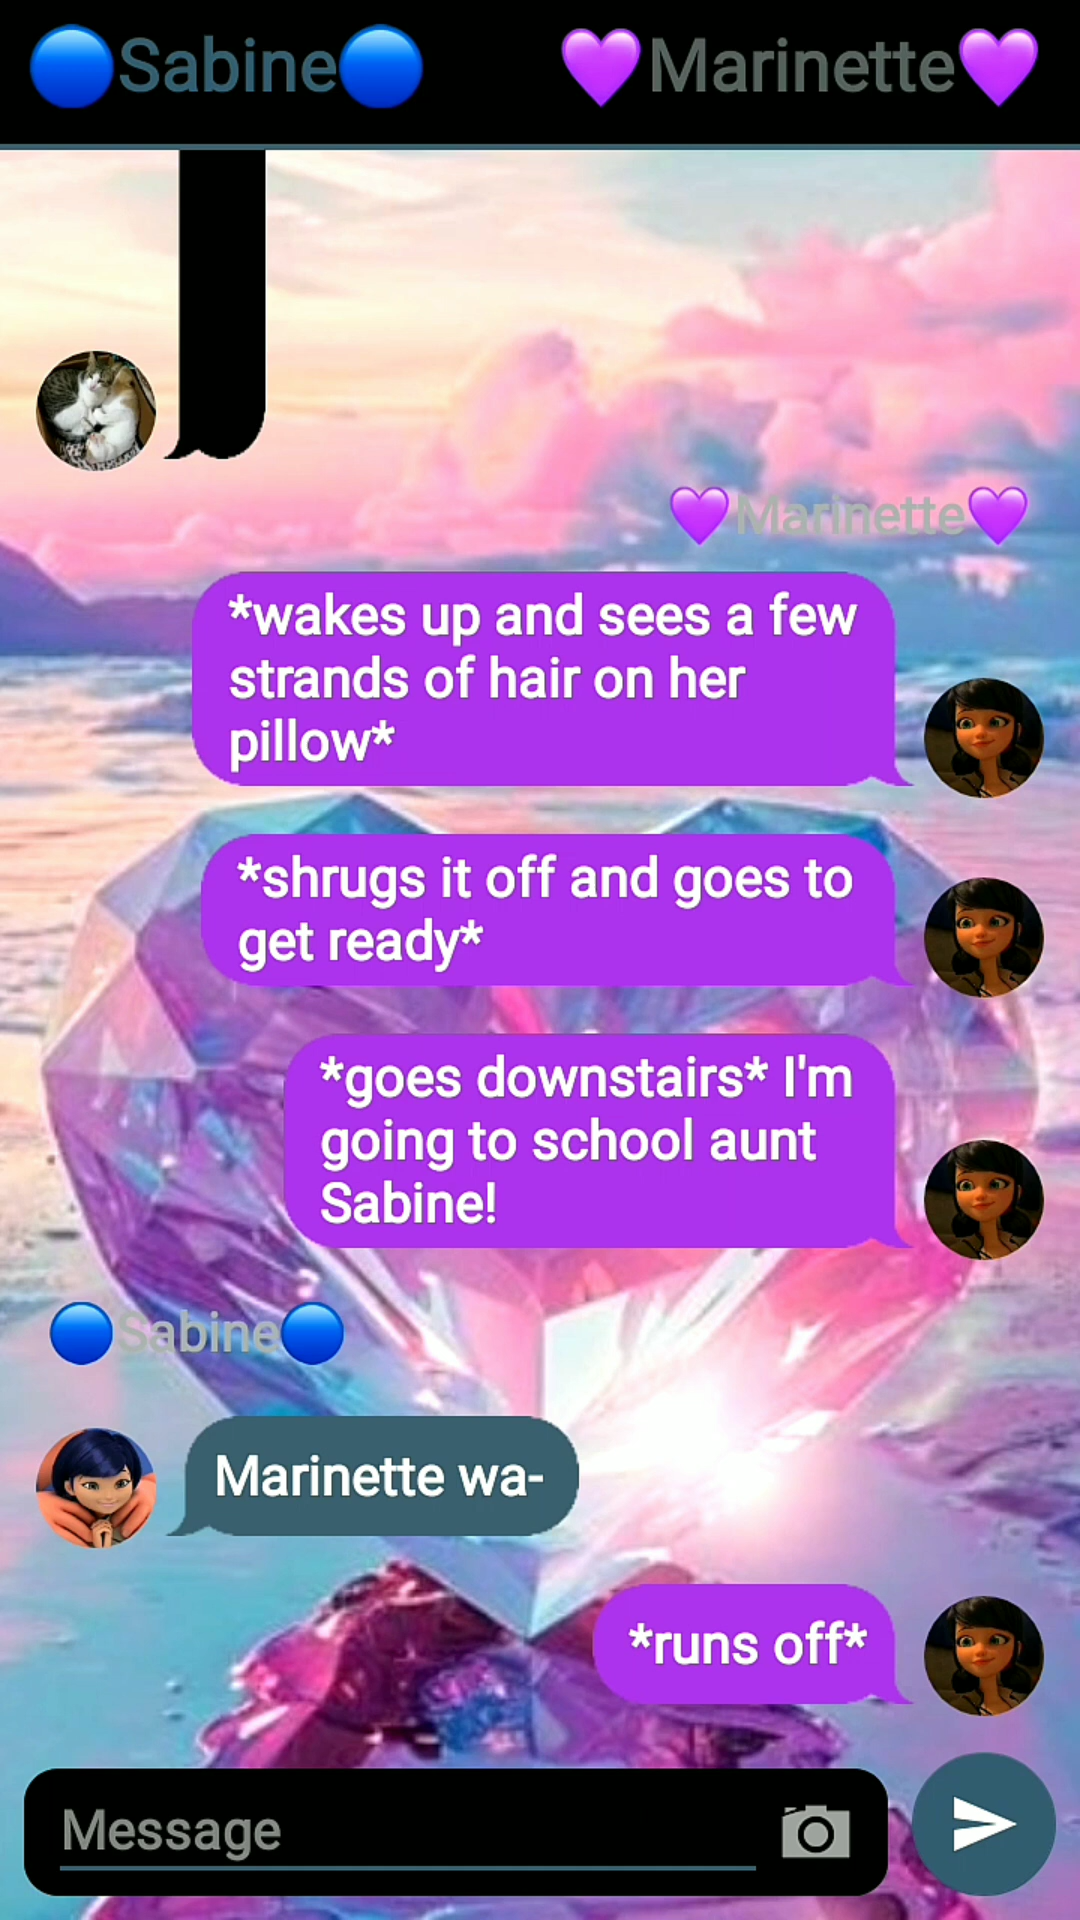 🔵Sabine🔵 💜Marinette💜
💜Marinette💜
*wakes up and sees a few
strands of hair on her
pillow*
*shrugs it off and goes to
get ready*
*goes downstairs* I'm
going to school aunt
Sabine!
🔵Sabine🔵
Marinette wa-
*runs off*
Message